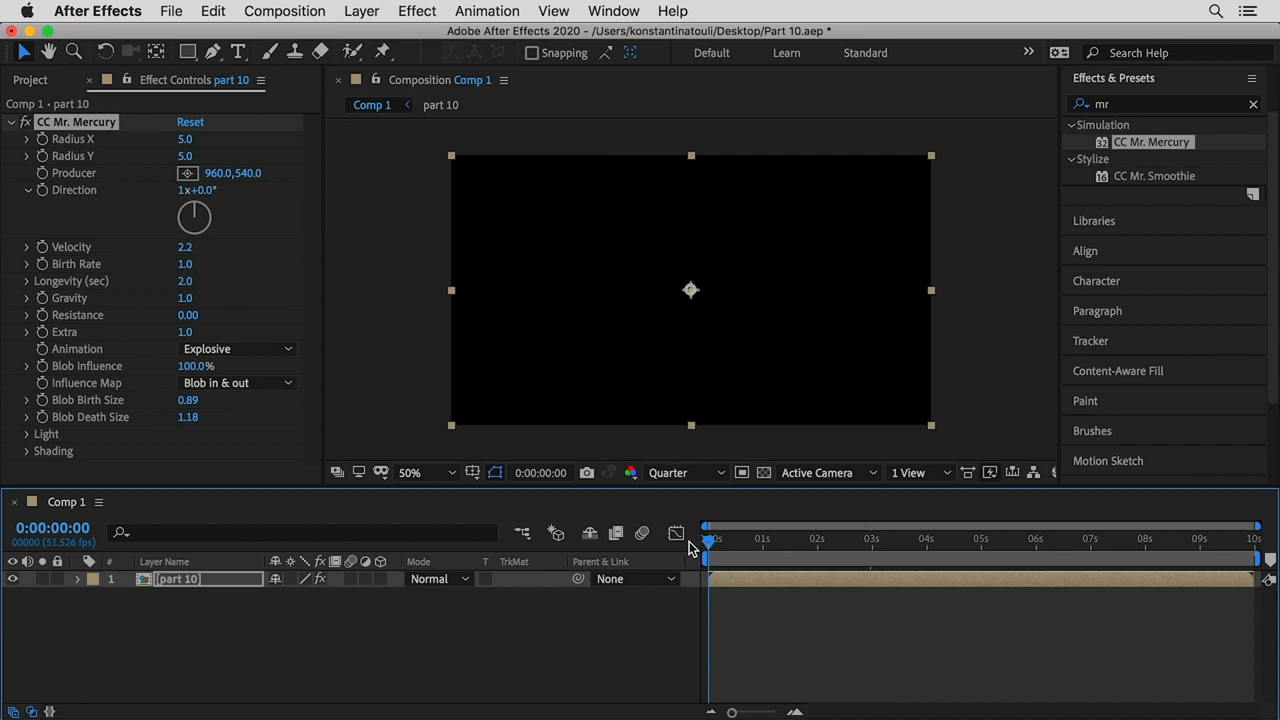 After Effects File Edit Composition Layer Effect Animation View Window Help
Adobe After Effects 2020 - /Users/konstantinatouli/Desktop/Part 10.aep *
Snapping Default Learn Standard Search Help
Project Effect Controls part 10
Comp 1 • part 10
CC Mr. Mercury Reset
Radius X 5.0
Radius Y 5.0
Producer 960.0,540.0
Direction 1x+0.0°
Velocity 2.2
Birth Rate 1.0
Longevity (sec) 2.0
Gravity 1.0
Resistance 0.00
Extra 1.0
Animation Explosive
Blob Influence 100.0%
Influence Map Blob in & out
Blob Birth Size 0.89
Blob Death Size 1.18
Light
Shading
Composition Comp 1
Comp 1 part 10
50% 0:00:00:00 Quarter Active Camera 1 View
Effects & Presets
mr
Simulation
32 CC Mr. Mercury
Stylize
16 CC Mr. Smoothie
Libraries
Align
Character
Paragraph
Tracker
Content-Aware Fill
Paint
Brushes
Motion Sketch
Comp 1
0:00:00:00
00000 (51.526 fps)
01s 02s 03s 04s 05s 06s 07s 08s 09s 10s
# Layer Name Mode T TrkMat Parent & Link
1 [part 10] Normal None